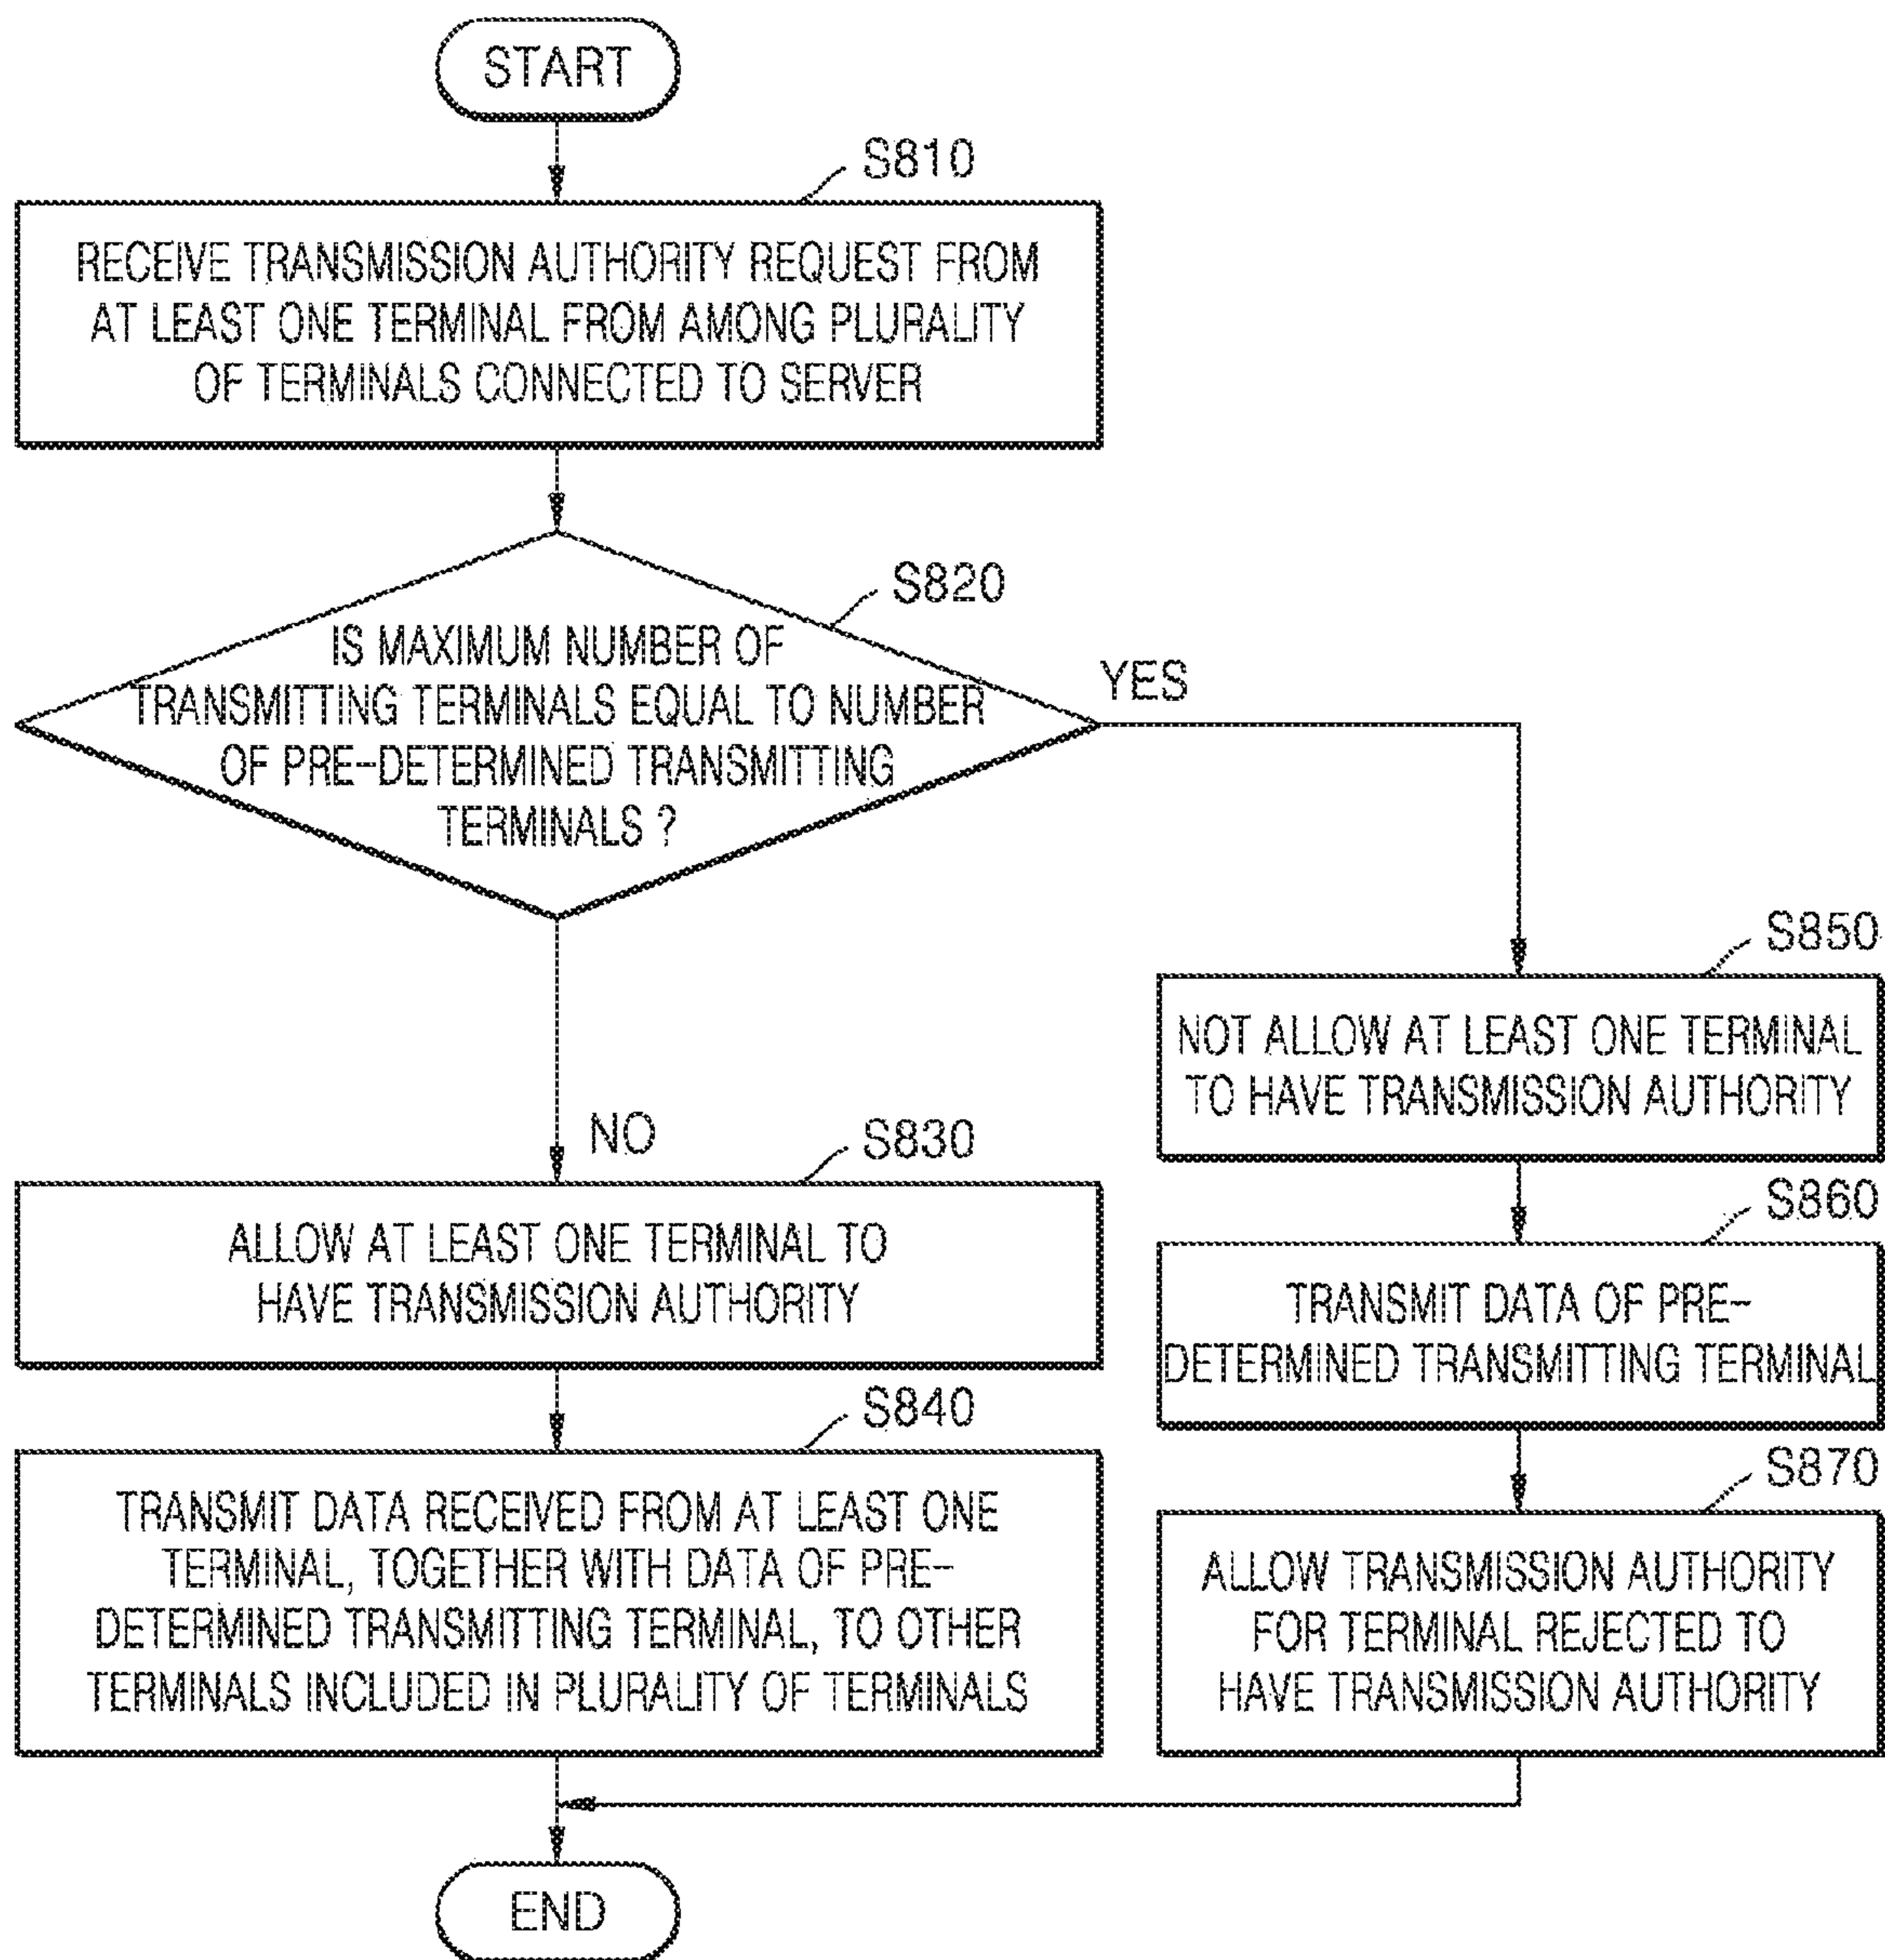 START
S810
RECEIVE TRANSMISSION AUTHORITY REQUEST FROM
AT LEAST ONE TERMINAL FROM AMONG PLURALITY
OF TERMINALS CONNECTED TO SERVER
S820
IS MAXIMUM NUMBER OF
TRANSMITTING TERMINALS EQUAL TO NUMBER
OF PRE-DETERMINED TRANSMITTING
TERMINALS ?
YES
NO
S830
ALLOW AT LEAST ONE TERMINAL TO
HAVE TRANSMISSION AUTHORITY
S840
TRANSMIT DATA RECEIVED FROM AT LEAST ONE
TERMINAL, TOGETHER WITH DATA OF PRE-
DETERMINED TRANSMITTING TERMINAL, TO OTHER
TERMINALS INCLUDED IN PLURALITY OF TERMINALS
S850
NOT ALLOW AT LEAST ONE TERMINAL
TO HAVE TRANSMISSION AUTHORITY
S860
TRANSMIT DATA OF PRE-
DETERMINED TRANSMITTING TERMINAL
S870
ALLOW TRANSMISSION AUTHORITY
FOR TERMINAL REJECTED TO
HAVE TRANSMISSION AUTHORITY
END